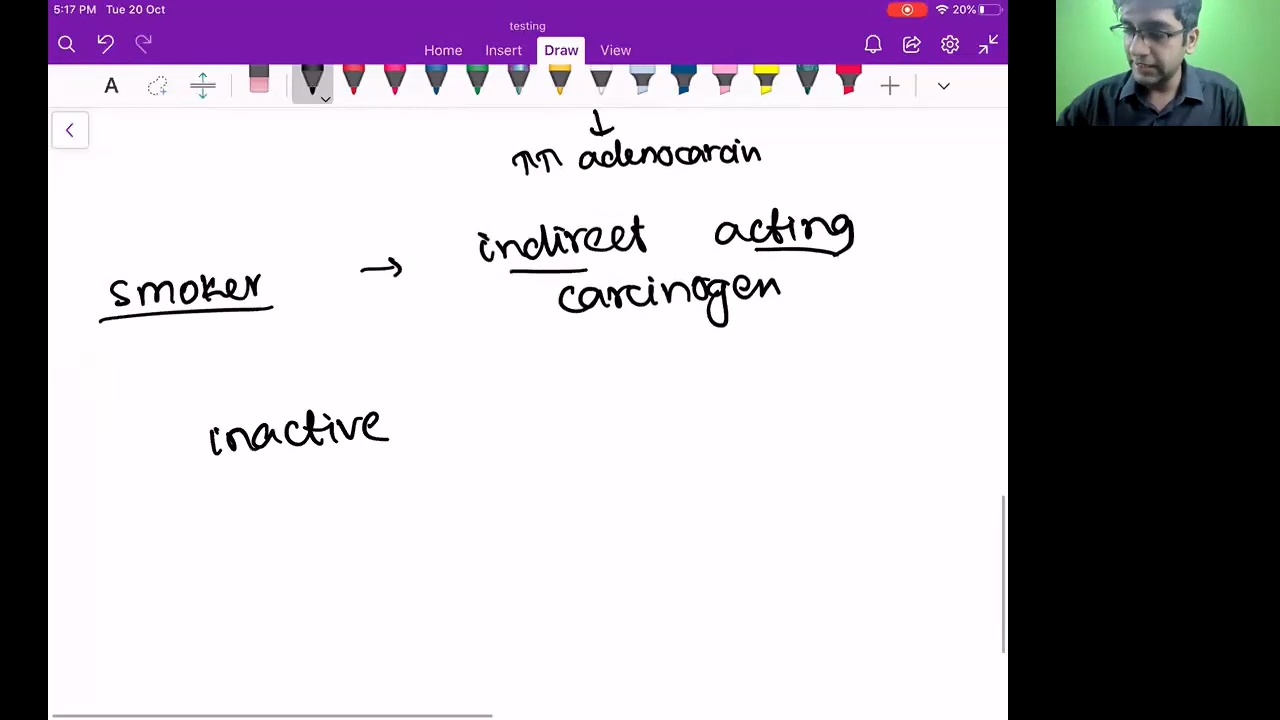 5:17 PM Tue 20 Oct
20%
testing
Home Insert Draw View
A
↓
↑↑ adenocarcin
indirect acting
smoker → carcinogen
inactive